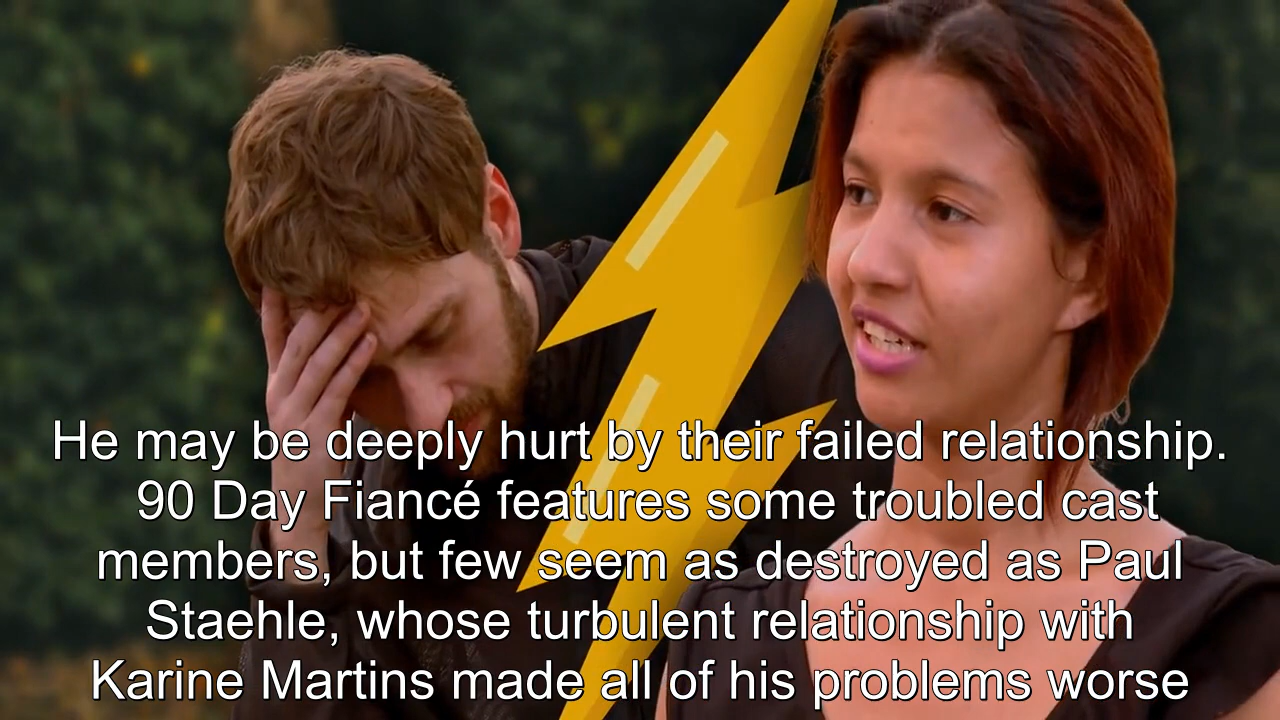 He may be deeply hurt by their failed relationship.
90 Day Fiancé features some troubled cast
members, but few seem as destroyed as Paul
Staehle, whose turbulent relationship with
Karine Martins made all of his problems worse